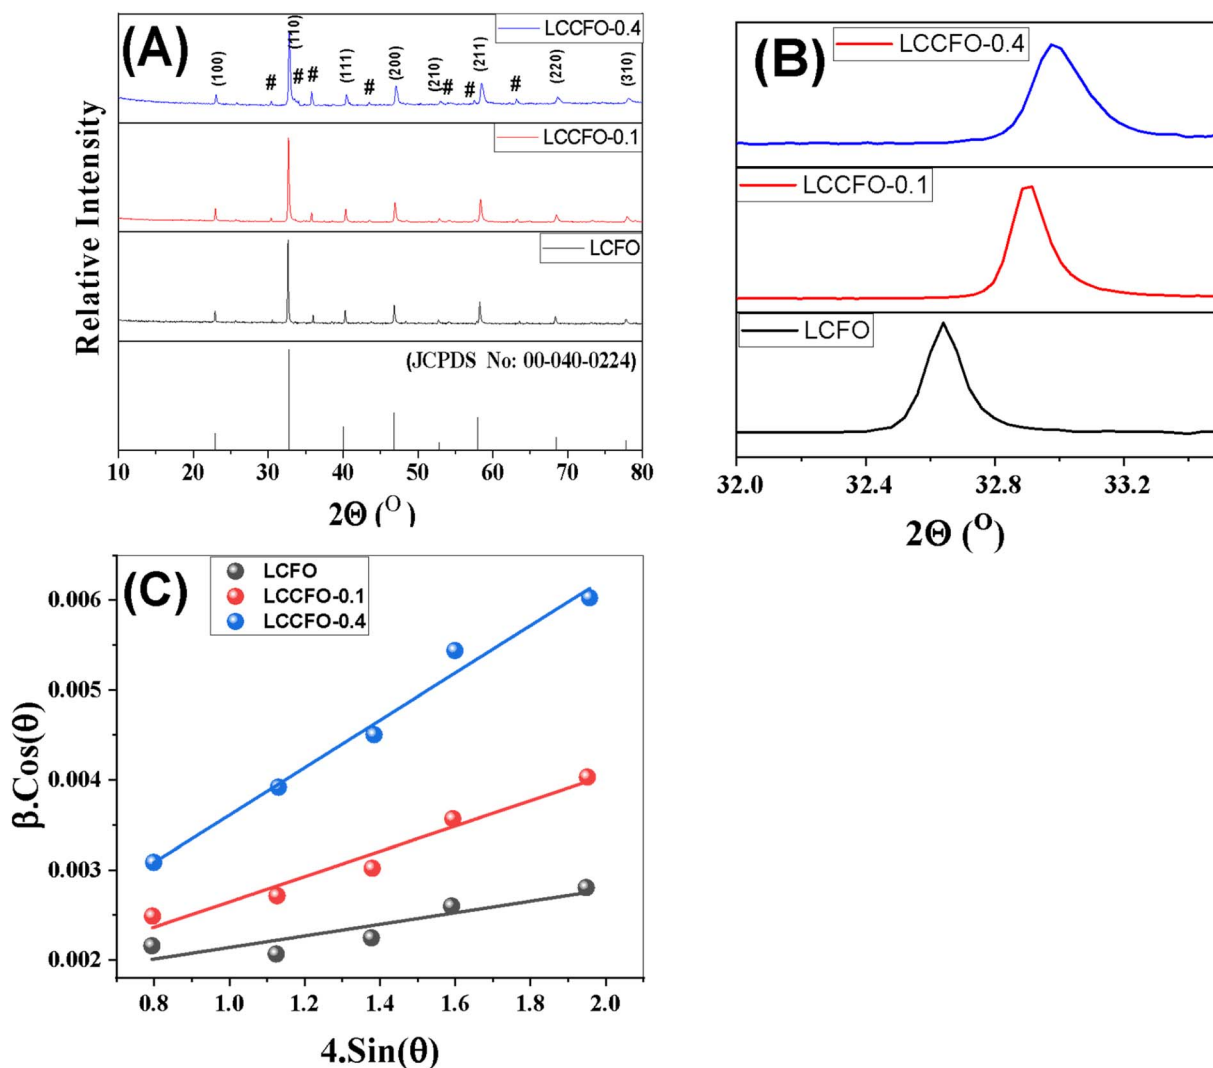 (A)
LCCFO-0.4
(100)
#
(110)
#
#
(111)
#
(200)
(210)
#
#
(211)
#
(220)
(310)
LCCFO-0.1
LCFO
(JCPDS No: 00-040-0224)
Relative Intensity
10 20 30 40 50 60 70 80
2Θ (O)
(B)
LCCFO-0.4
LCCFO-0.1
LCFO
32.0 32.4 32.8 33.2
2Θ (O)
(C)
LCFO
LCCFO-0.1
LCCFO-0.4
0.006
0.005
0.004
0.003
0.002
β.Cos(θ)
0.8 1.0 1.2 1.4 1.6 1.8 2.0
4.Sin(θ)